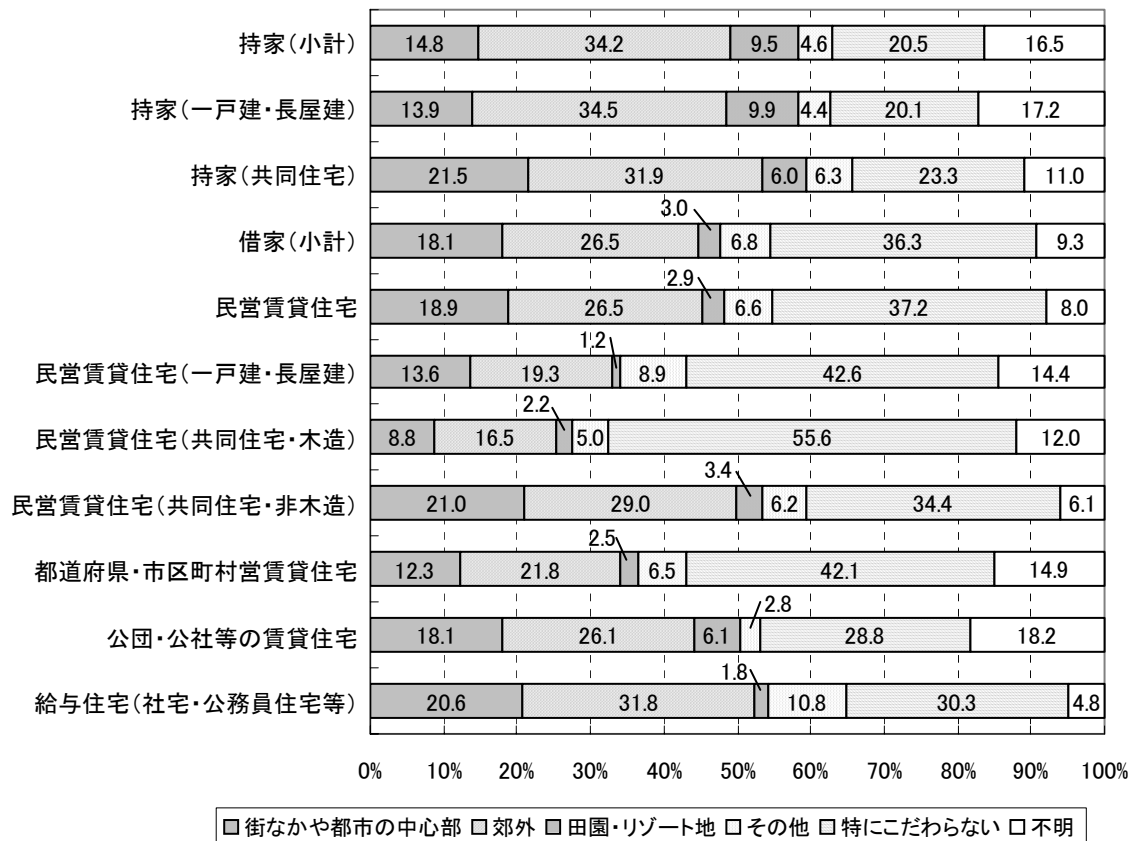 持家(小計) 14.8 34.2 9.5 4.6 20.5 16.5
持家(一戸建・長屋建) 13.9 34.5 9.9 4.4 20.1 17.2
持家(共同住宅) 21.5 31.9 6.0 6.3 23.3 11.0
借家(小計) 18.1 26.5 3.0 6.8 36.3 9.3
民営賃貸住宅 18.9 26.5 2.9 6.6 37.2 8.0
民営賃貸住宅(一戸建・長屋建) 13.6 19.3 1.2 8.9 42.6 14.4
民営賃貸住宅(共同住宅・木造) 8.8 16.5 2.2 5.0 55.6 12.0
民営賃貸住宅(共同住宅・非木造) 21.0 29.0 3.4 6.2 34.4 6.1
都道府県・市区町村営賃貸住宅 12.3 21.8 2.5 6.5 42.1 14.9
公団・公社等の賃貸住宅 18.1 26.1 6.1 2.8 28.8 18.2
給与住宅(社宅・公務員住宅等) 20.6 31.8 1.8 10.8 30.3 4.8
0% 10% 20% 30% 40% 50% 60% 70% 80% 90% 100%
街なかや都市の中心部 郊外 田園・リゾート地 その他 特にこだわらない 不明